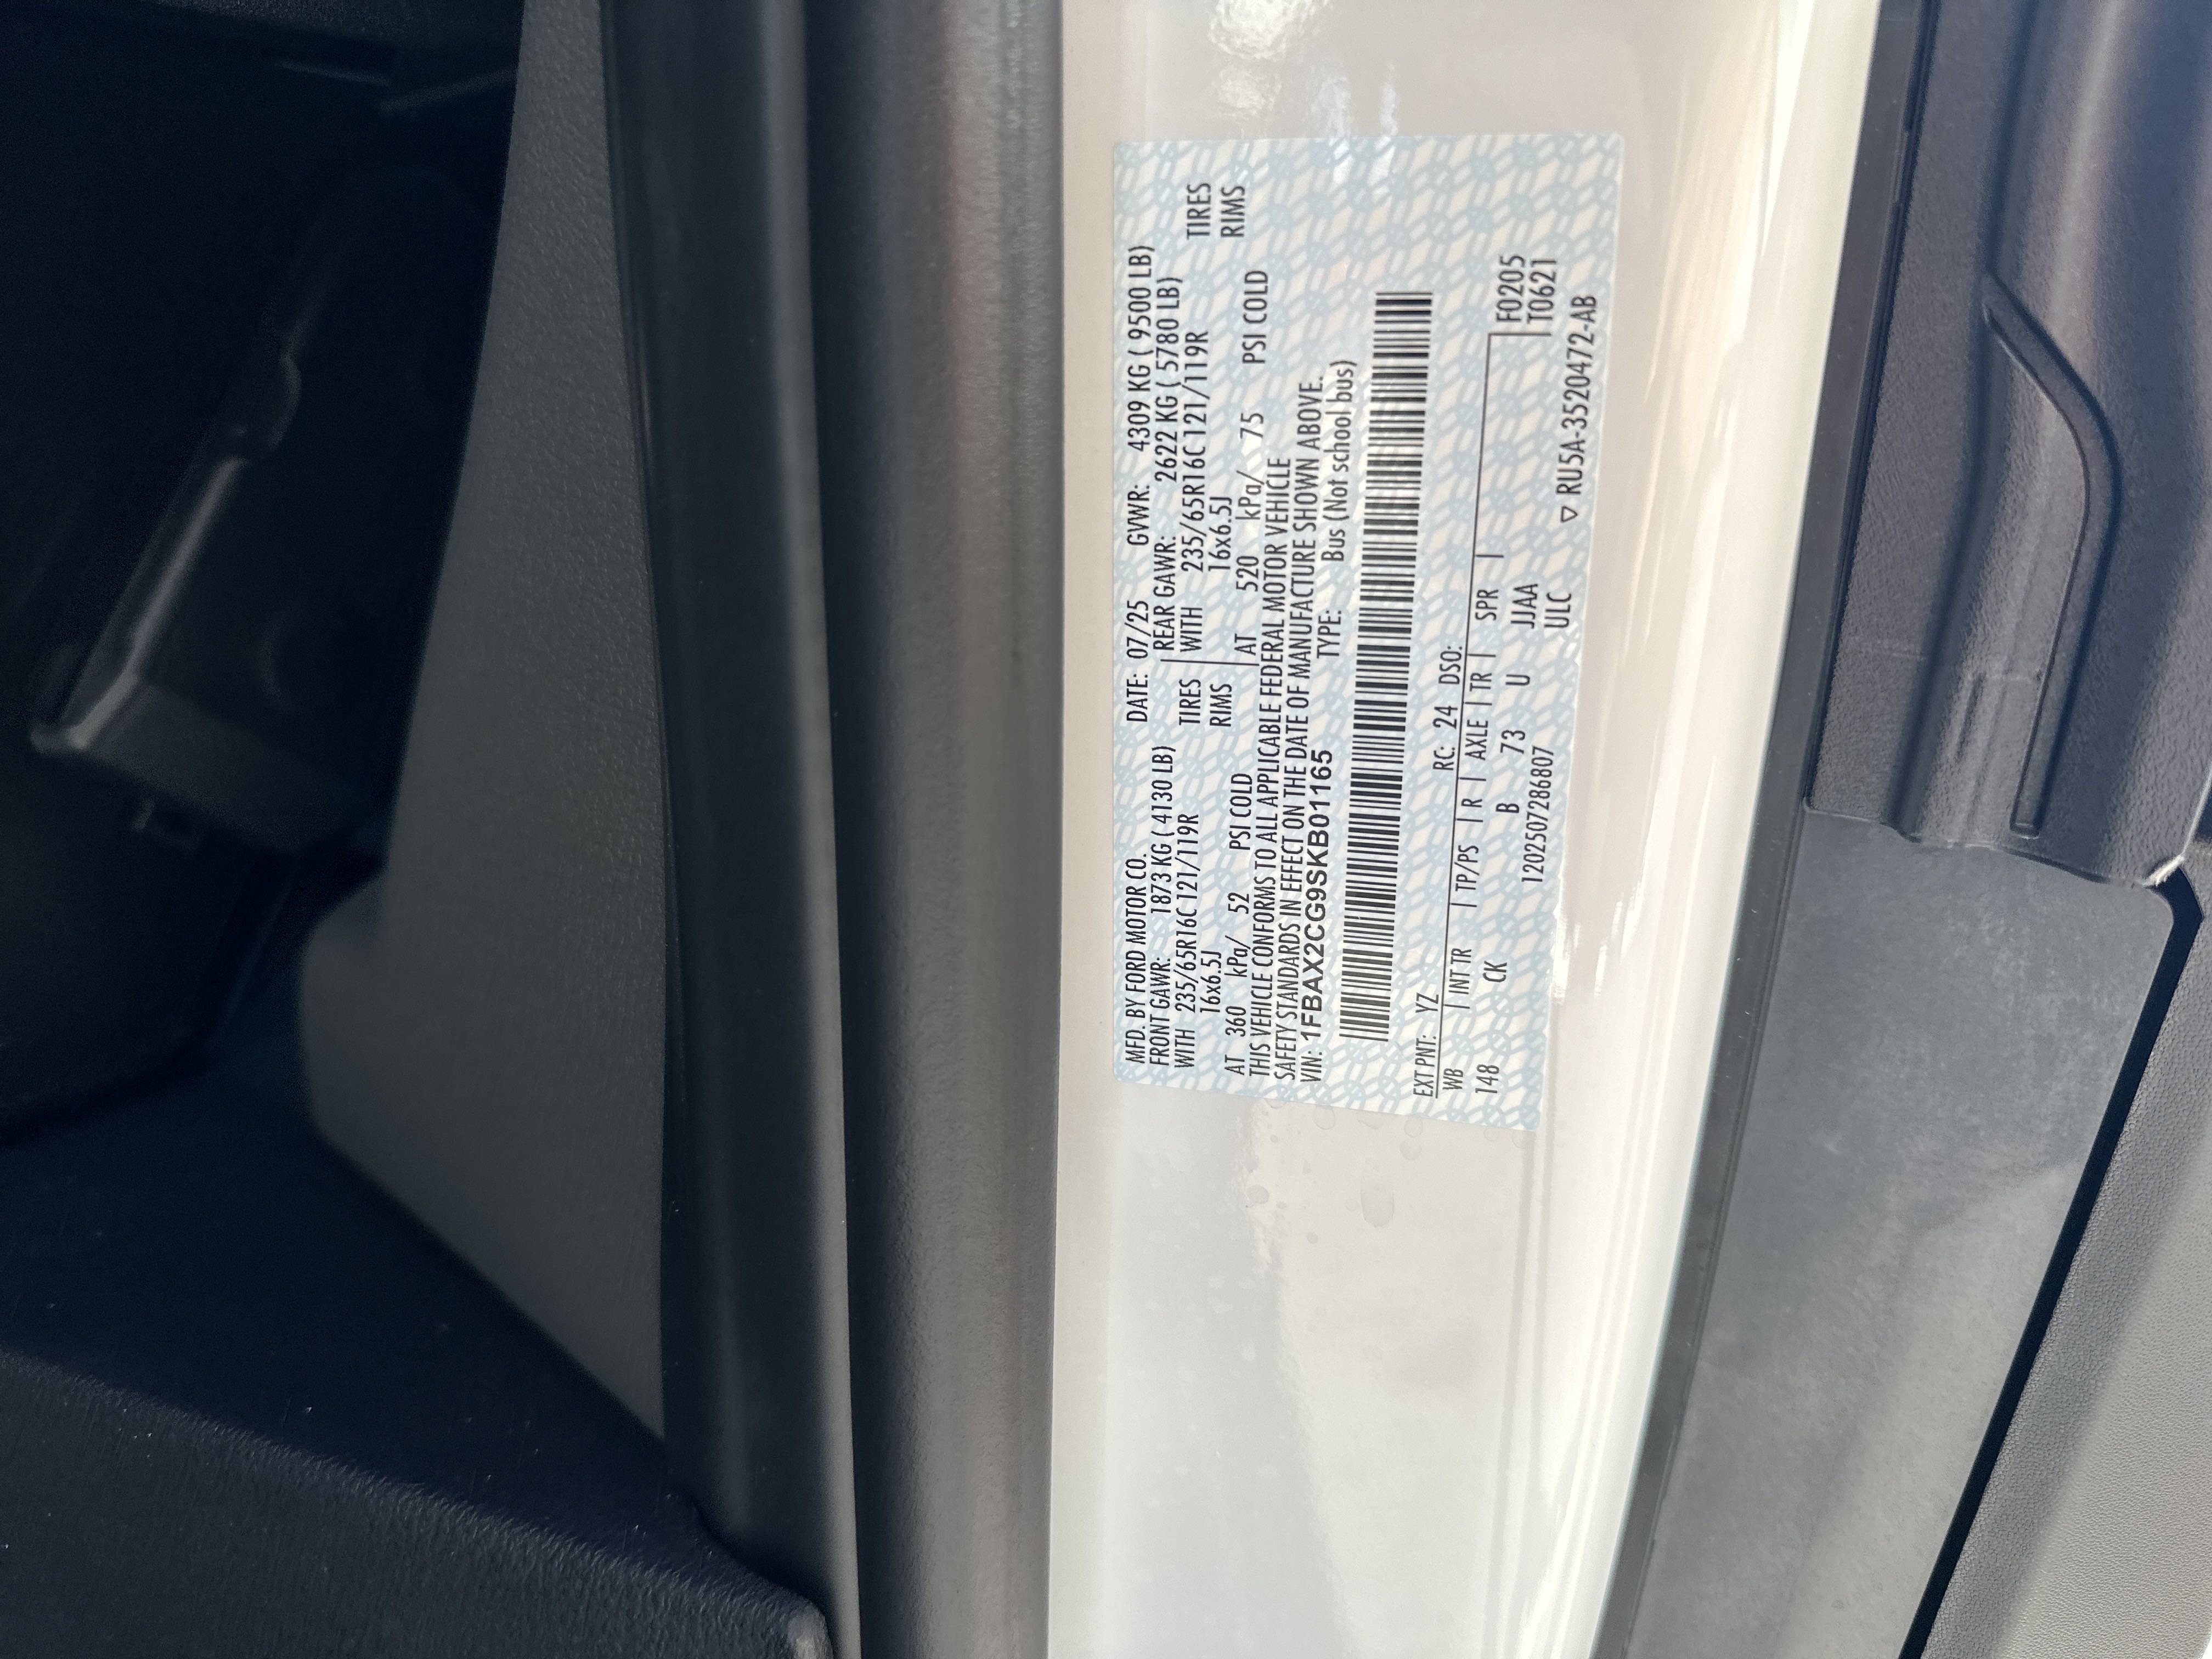 MFD. BY FORD MOTOR CO. DATE: 07/25 GVWR: 4309 KG ( 9500 LB)
FRONT GAWR: 1873 KG ( 4130 LB) REAR GAWR: 2622 KG ( 5780 LB)
WITH 235/65R16C 121/119R TIRES WITH 235/65R16C 121/119R TIRES
16x6.5J RIMS 16x6.5J RIMS
AT 360 kPa/ 52 PSI COLD AT 520 kPa/ 75 PSI COLD
THIS VEHICLE CONFORMS TO ALL APPLICABLE FEDERAL MOTOR VEHICLE
SAFETY STANDARDS IN EFFECT ON THE DATE OF MANUFACTURE SHOWN ABOVE.
VIN: 1FBAX2CG9SKB01165 TYPE: Bus (Not school bus)
EXT PNT: YZ RC: 24 DSO:
WB INT TR TP/PS R AXLE TR SPR F0205
148 CK B 73 U JJAA T0621
1202507286807 ULC ▽ RU5A-3520472-AB